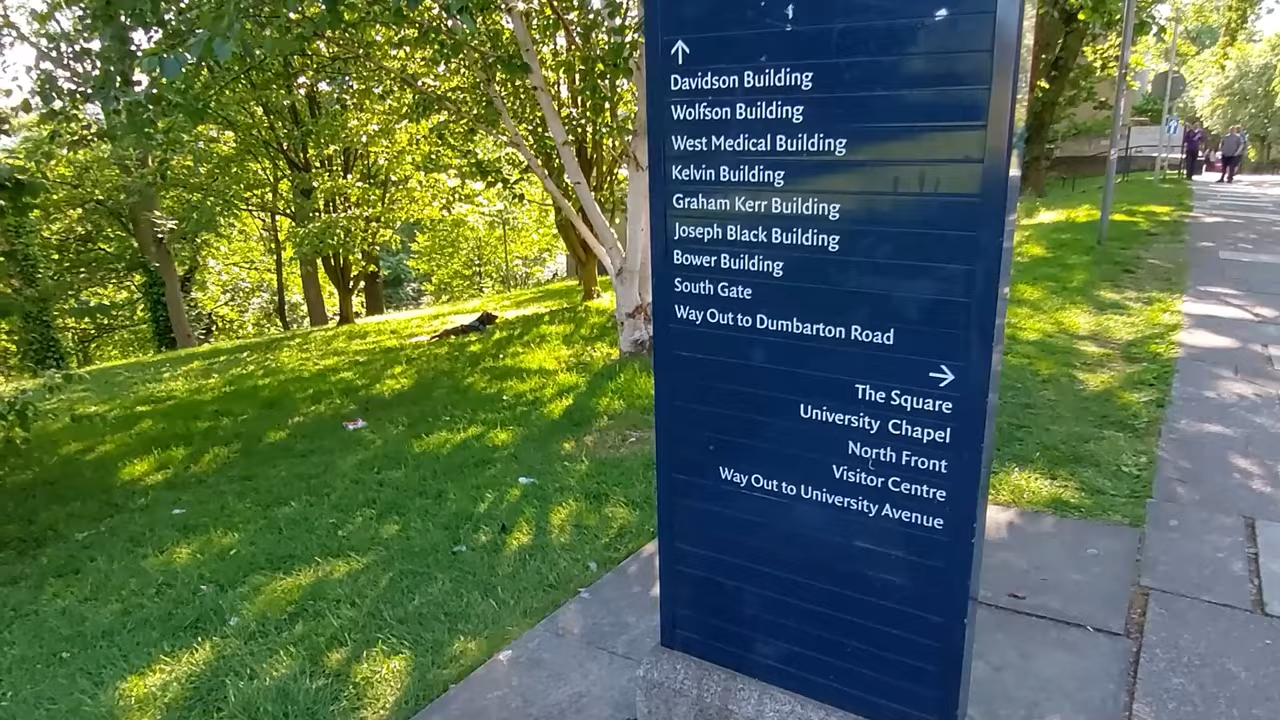 Davidson Building
Wolfson Building
West Medical Building
Kelvin Building
Graham Kerr Building
Joseph Black Building
Bower Building
South Gate
Way Out to Dumbarton Road
The Square
University Chapel
North Front
Visitor Centre
Way Out to University Avenue